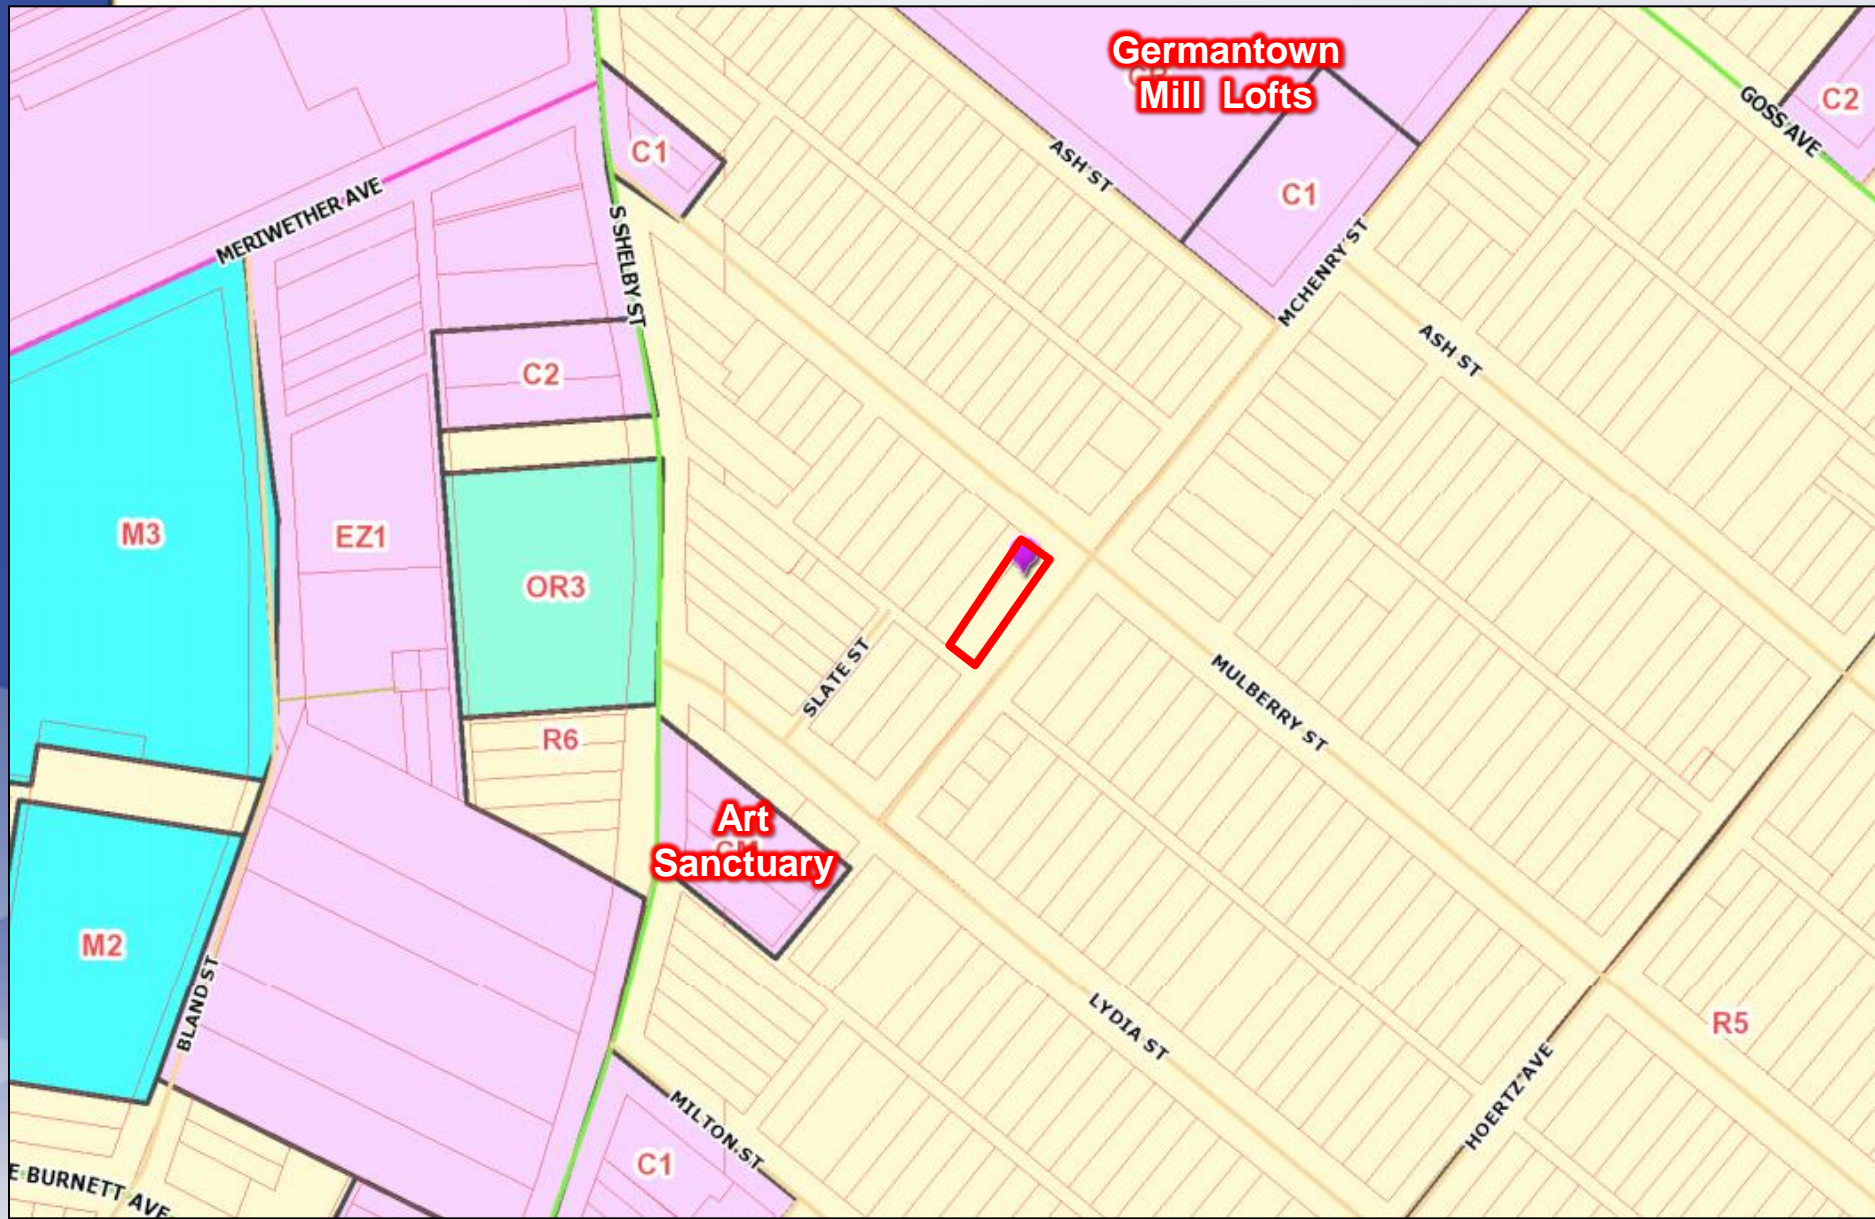 Germantown
Mill Lofts
C2
GOSS AVE
C1
ASH ST
C1
MERIWETHER AVE
S SHELBY ST
MCHENRY ST
ASH ST
C2
M3
EZ1
OR3
SLATE ST
MULBERRY ST
R6
Art
Sanctuary
M2
BLAND ST
LYDIA ST
R5
HOERTZ AVE
MILTON ST
C1
E BURNETT AVE